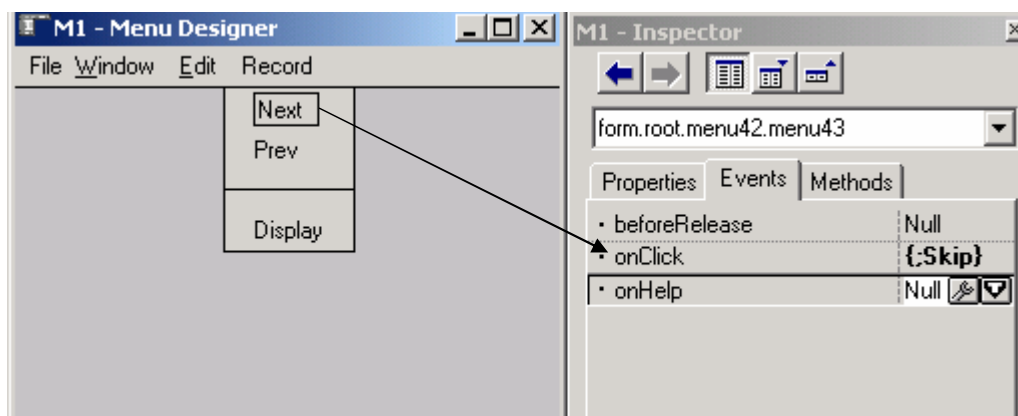 M1 - Menu Designer
File Window Edit Record
Next
Prev
Display
M1 - Inspector
form.root.menu42.menu43
Properties Events Methods
beforeRelease Null
onClick {;Skip}
onHelp Null